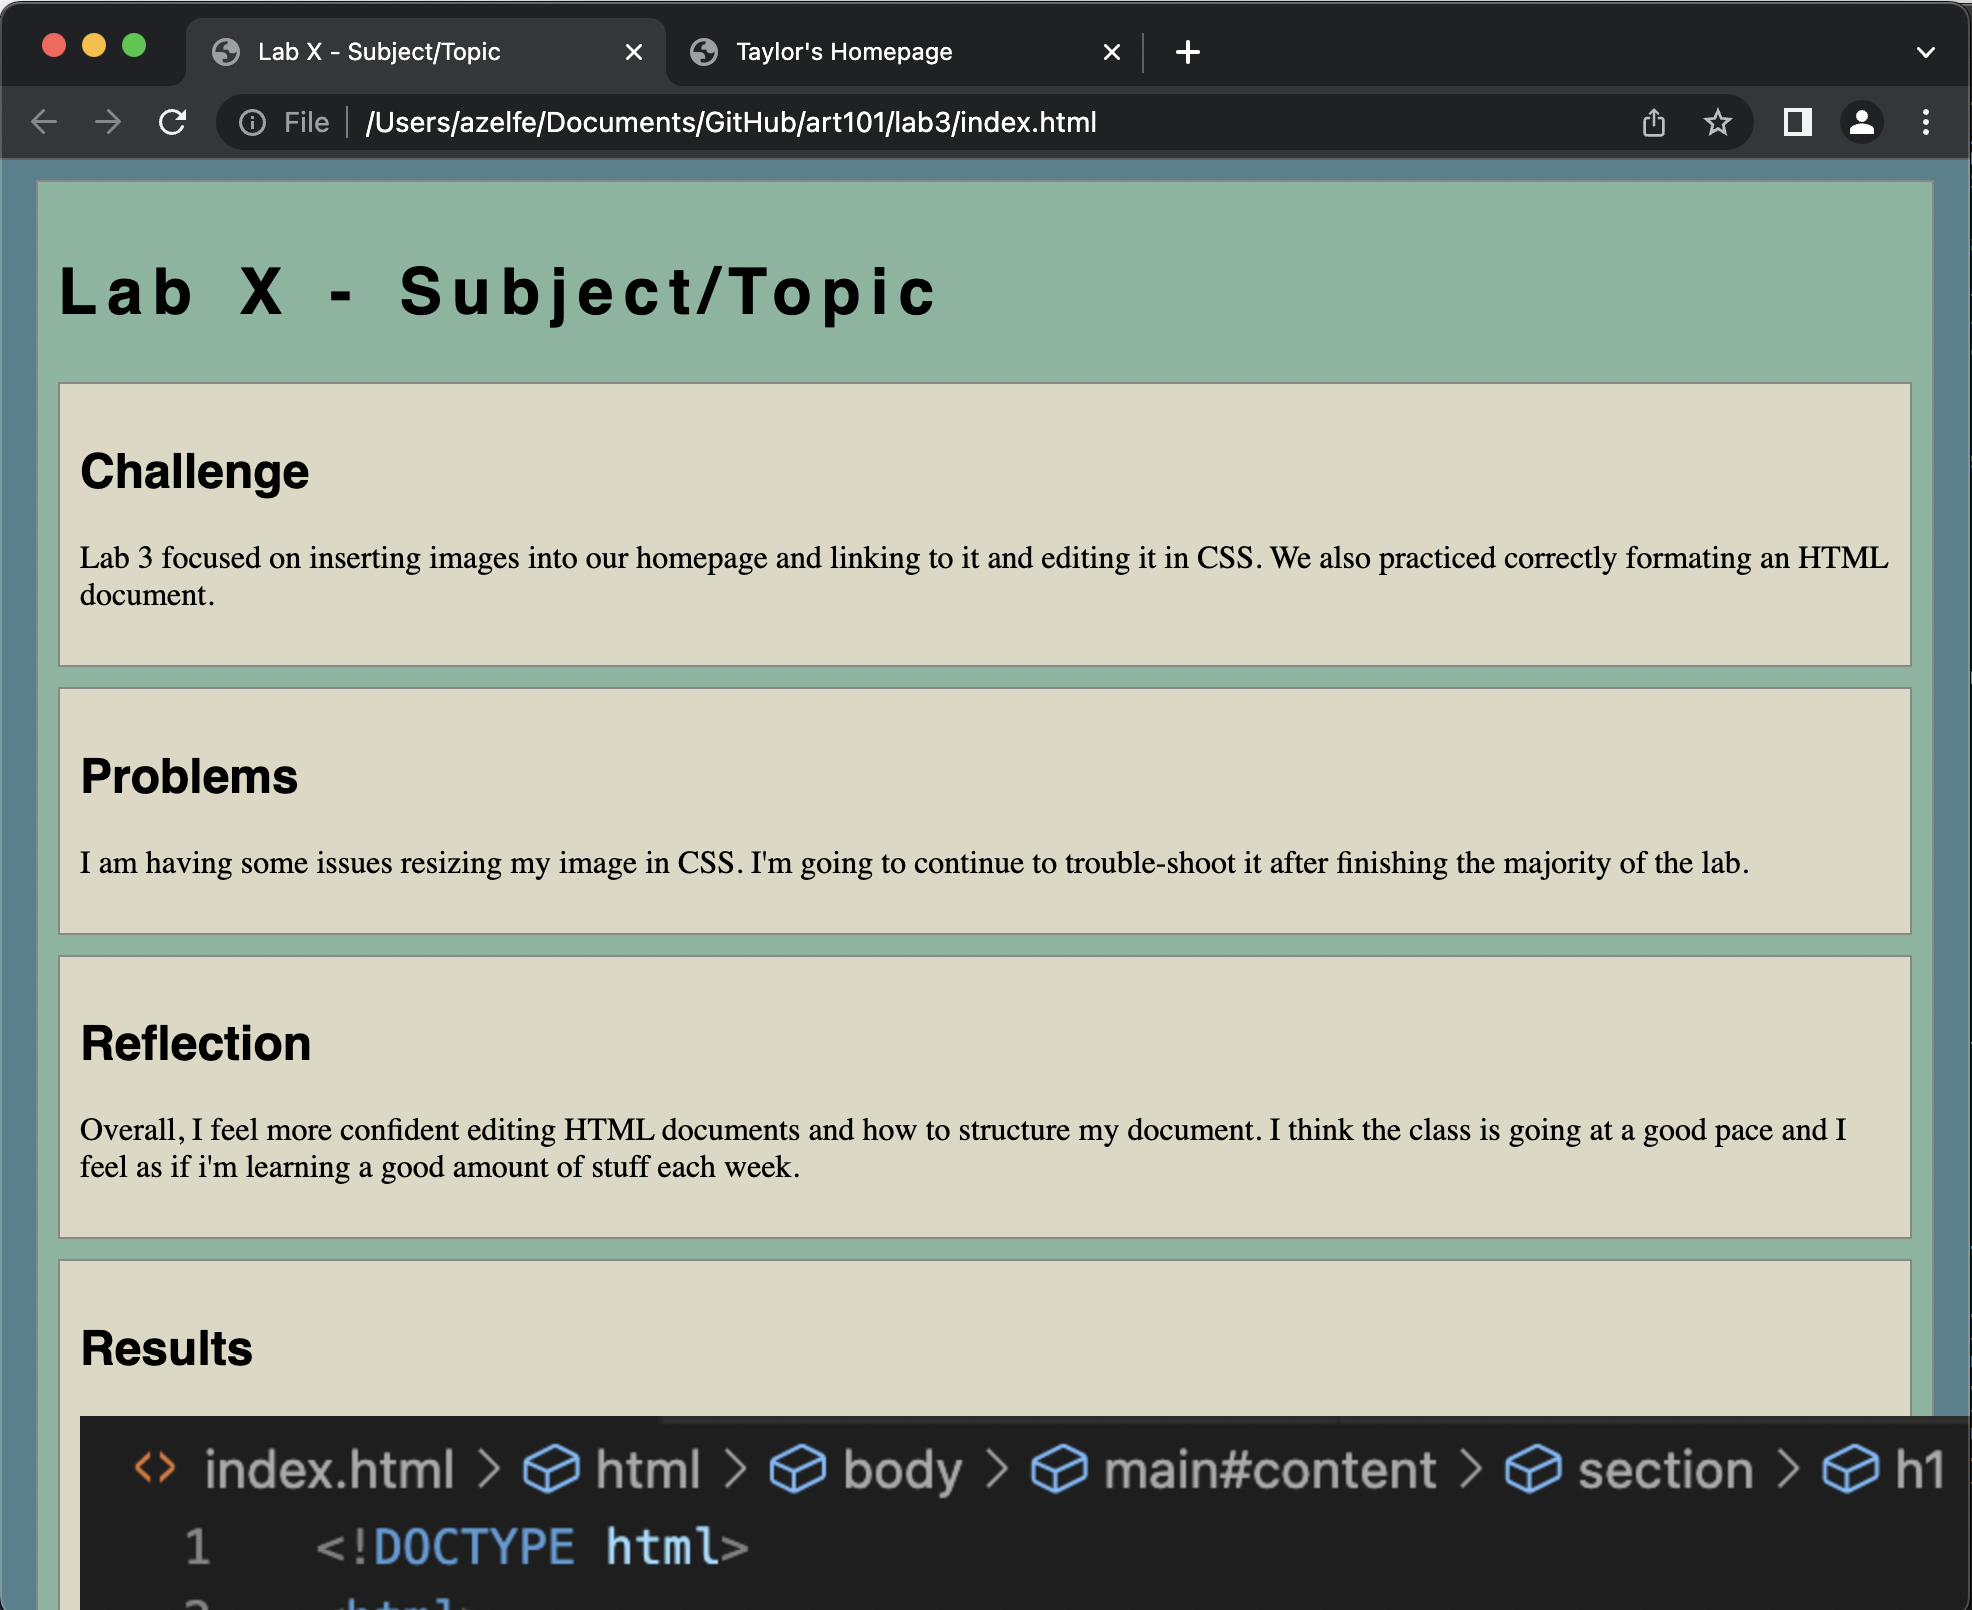 Lab X - Subject/Topic
Taylor's Homepage
File
/Users/azelfe/Documents/GitHub/art101/lab3/index.html
Lab X - Subject/Topic
Challenge
Lab 3 focused on inserting images into our homepage and linking to it and editing it in CSS. We also practiced correctly formating an HTML
document.
Problems
I am having some issues resizing my image in CSS. I'm going to continue to trouble-shoot it after finishing the majority of the lab.
Reflection
Overall, I feel more confident editing HTML documents and how to structure my document. I think the class is going at a good pace and I
feel as if i'm learning a good amount of stuff each week.
Results
<> index.html > html > body > main#content > section > h1
1 <!DOCTYPE html>
2 <html>